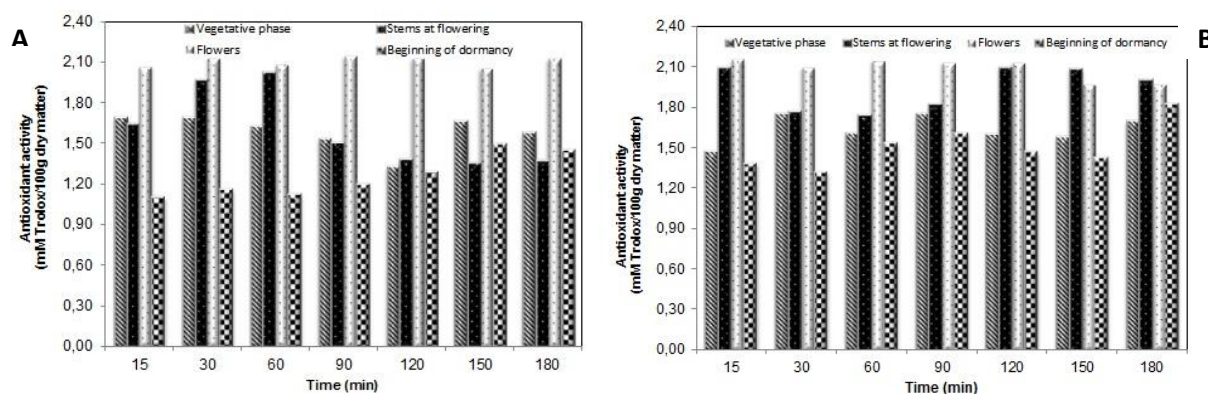 A
Antioxidant activity
(mM Trolox/100g dry matter)
2,40
2,10
1,80
1,50
1,20
0,90
0,60
0,30
0,00
Vegetative phase
Stems at flowering
Flowers
Beginning of dormancy
15 30 60 90 120 150 180
Time (min)
B
Antioxidant activity
(mM Trolox/100g dry matter)
2,40
2,10
1,80
1,50
1,20
0,90
0,60
0,30
0,00
Vegetative phase Stems at flowering Flowers Beginning of dormancy
15 30 60 90 120 150 180
Time (min)